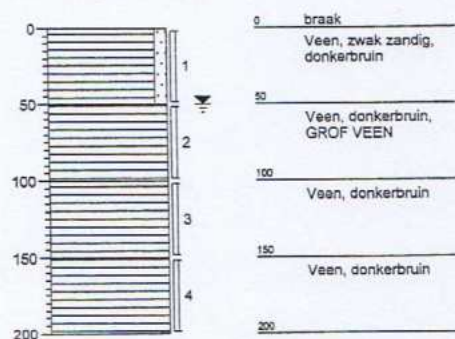 0
50
100
150
200
1
2
3
4
0 braak
Veen, zwak zandig,
donkerbruin
50
Veen, donkerbruin,
GROF VEEN
100
Veen, donkerbruin
150
Veen, donkerbruin
200